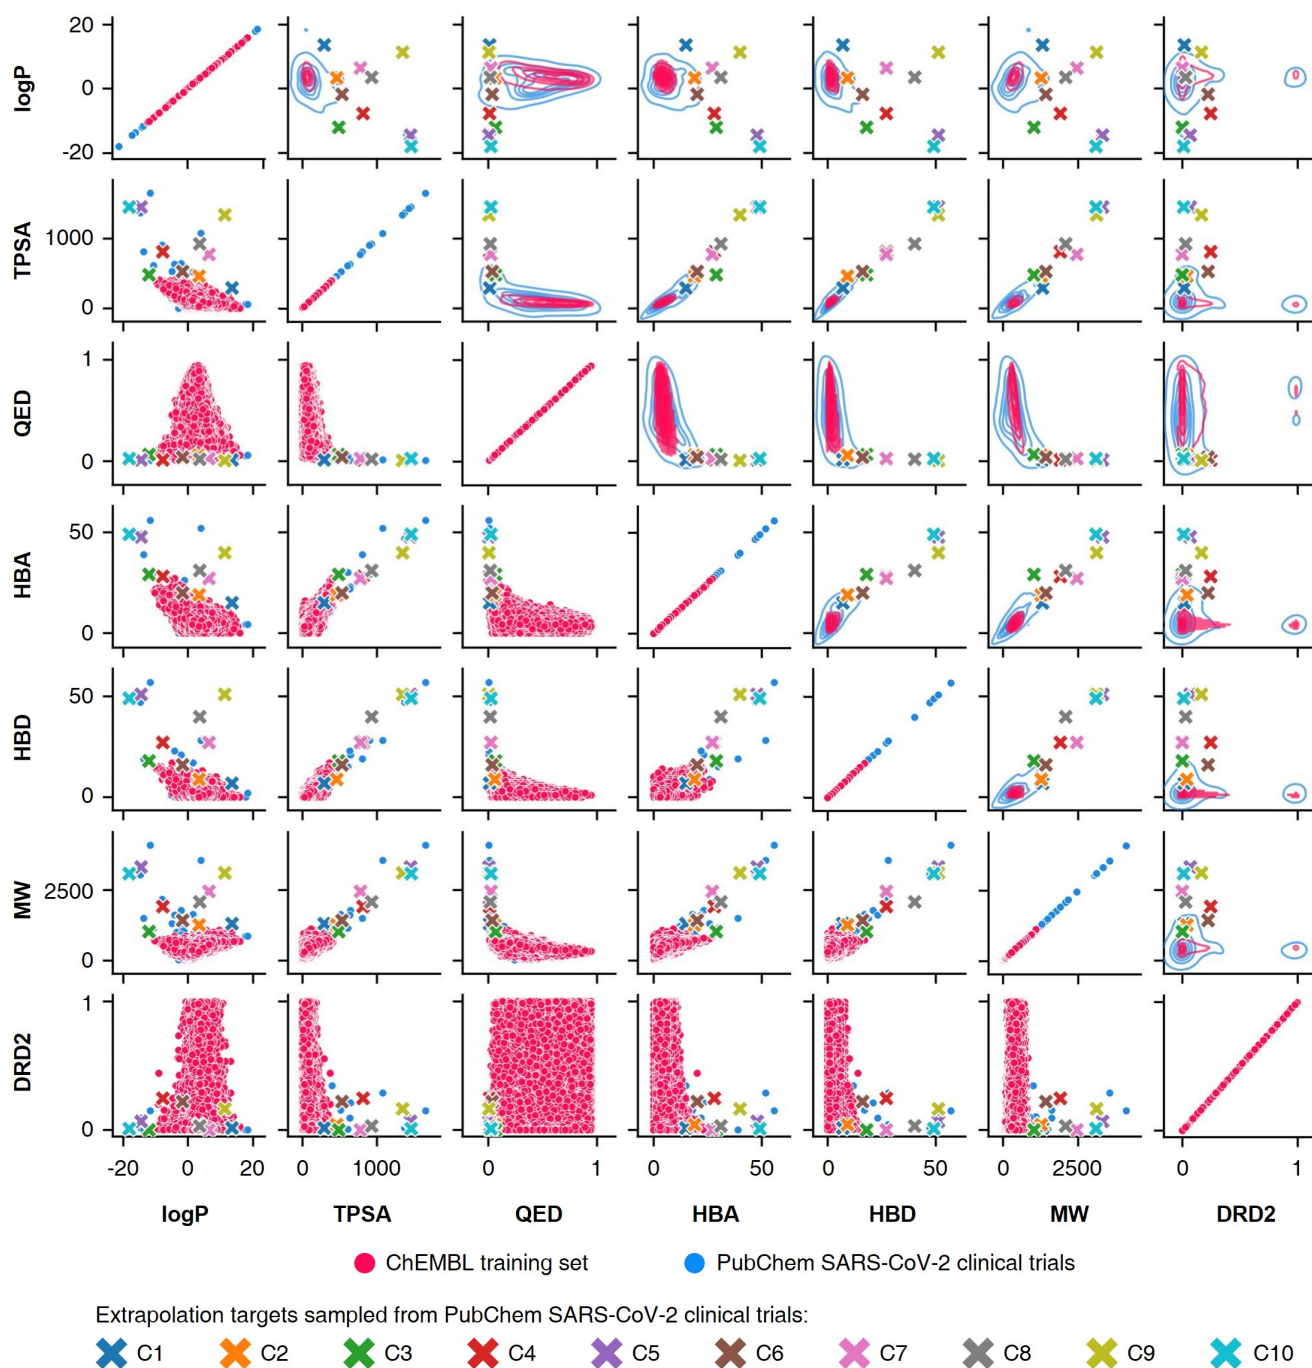 20
0
-20
logP
1000
0
TPSA
1
0
QED
50
0
HBA
50
0
HBD
2500
0
MW
1
0
DRD2
-20 0 20 0 1000 0 1 0 50 0 50 0 2500 0 1
logP TPSA QED HBA HBD MW DRD2
ChEMBL training set PubChem SARS-CoV-2 clinical trials
Extrapolation targets sampled from PubChem SARS-CoV-2 clinical trials:
C1 C2 C3 C4 C5 C6 C7 C8 C9 C10